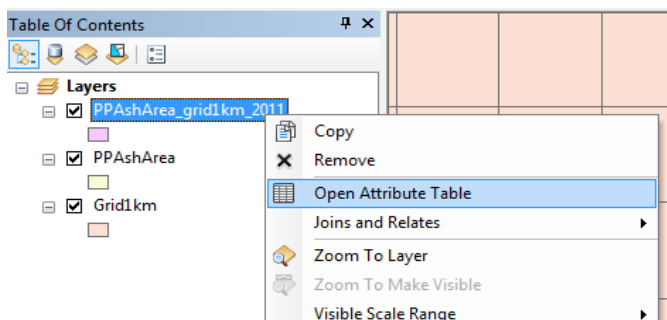 Table Of Contents
Layers
PPAshArea_grid1km_2011
PPAshArea
Grid1km
Copy
Remove
Open Attribute Table
Joins and Relates
Zoom To Layer
Zoom To Make Visible
Visible Scale Range